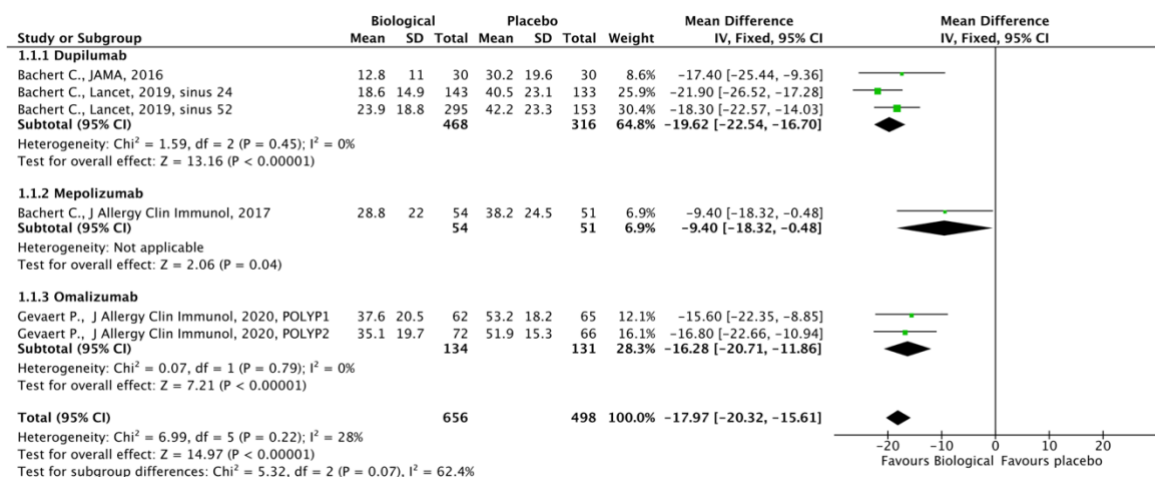 Biological Placebo Mean Difference Mean Difference
Study or Subgroup Mean SD Total Mean SD Total Weight IV, Fixed, 95% CI IV, Fixed, 95% CI
1.1.1 Dupilumab
Bachert C., JAMA, 2016 12.8 11 30 30.2 19.6 30 8.6% −17.40 [−25.44, −9.36]
Bachert C., Lancet, 2019, sinus 24 18.6 14.9 143 40.5 23.1 133 25.9% −21.90 [−26.52, −17.28]
Bachert C., Lancet, 2019, sinus 52 23.9 18.8 295 42.2 23.3 153 30.4% −18.30 [−22.57, −14.03]
Subtotal (95% CI) 468 316 64.8% −19.62 [−22.54, −16.70]
Heterogeneity: Chi² = 1.59, df = 2 (P = 0.45); I² = 0%
Test for overall effect: Z = 13.16 (P < 0.00001)
1.1.2 Mepolizumab
Bachert C., J Allergy Clin Immunol, 2017 28.8 22 54 38.2 24.5 51 6.9% −9.40 [−18.32, −0.48]
Subtotal (95% CI) 54 51 6.9% −9.40 [−18.32, −0.48]
Heterogeneity: Not applicable
Test for overall effect: Z = 2.06 (P = 0.04)
1.1.3 Omalizumab
Gevaert P., J Allergy Clin Immunol, 2020, POLYP1 37.6 20.5 62 53.2 18.2 65 12.1% −15.60 [−22.35, −8.85]
Gevaert P., J Allergy Clin Immunol, 2020, POLYP2 35.1 19.7 72 51.9 15.3 66 16.1% −16.80 [−22.66, −10.94]
Subtotal (95% CI) 134 131 28.3% −16.28 [−20.71, −11.86]
Heterogeneity: Chi² = 0.07, df = 1 (P = 0.79); I² = 0%
Test for overall effect: Z = 7.21 (P < 0.00001)
Total (95% CI) 656 498 100.0% −17.97 [−20.32, −15.61]
Heterogeneity: Chi² = 6.99, df = 5 (P = 0.22); I² = 28%
Test for overall effect: Z = 14.97 (P < 0.00001)
Test for subgroup differences: Chi² = 5.32, df = 2 (P = 0.07), I² = 62.4%
−20 −10 0 10 20
Favours Biological Favours placebo